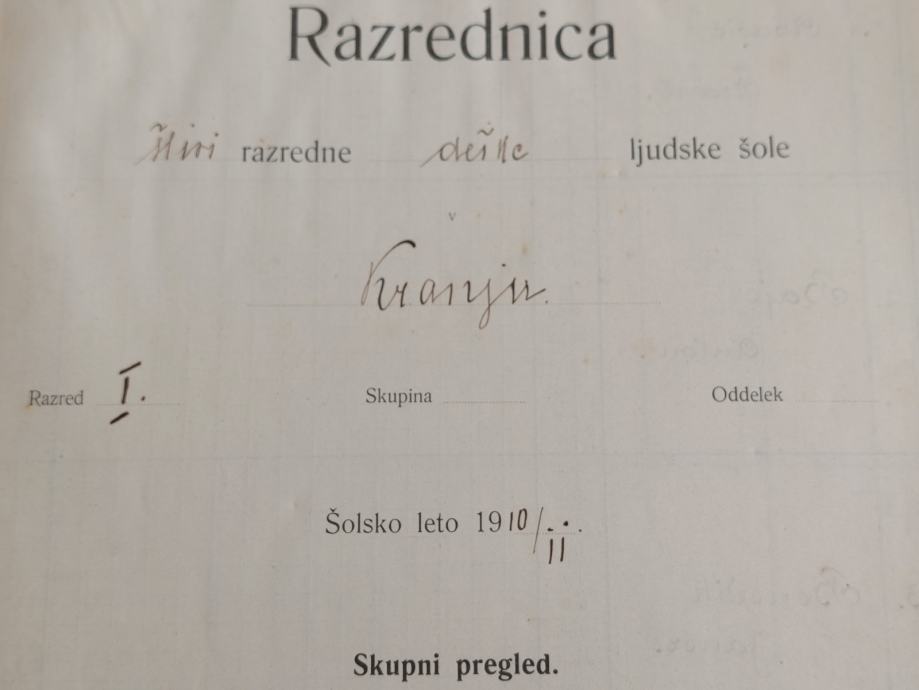 Razrednica
štiri razredne deške ljudske šole
v
Kranju.
Razred I. Skupina Oddelek
Šolsko leto 1910/11.
Skupni pregled.